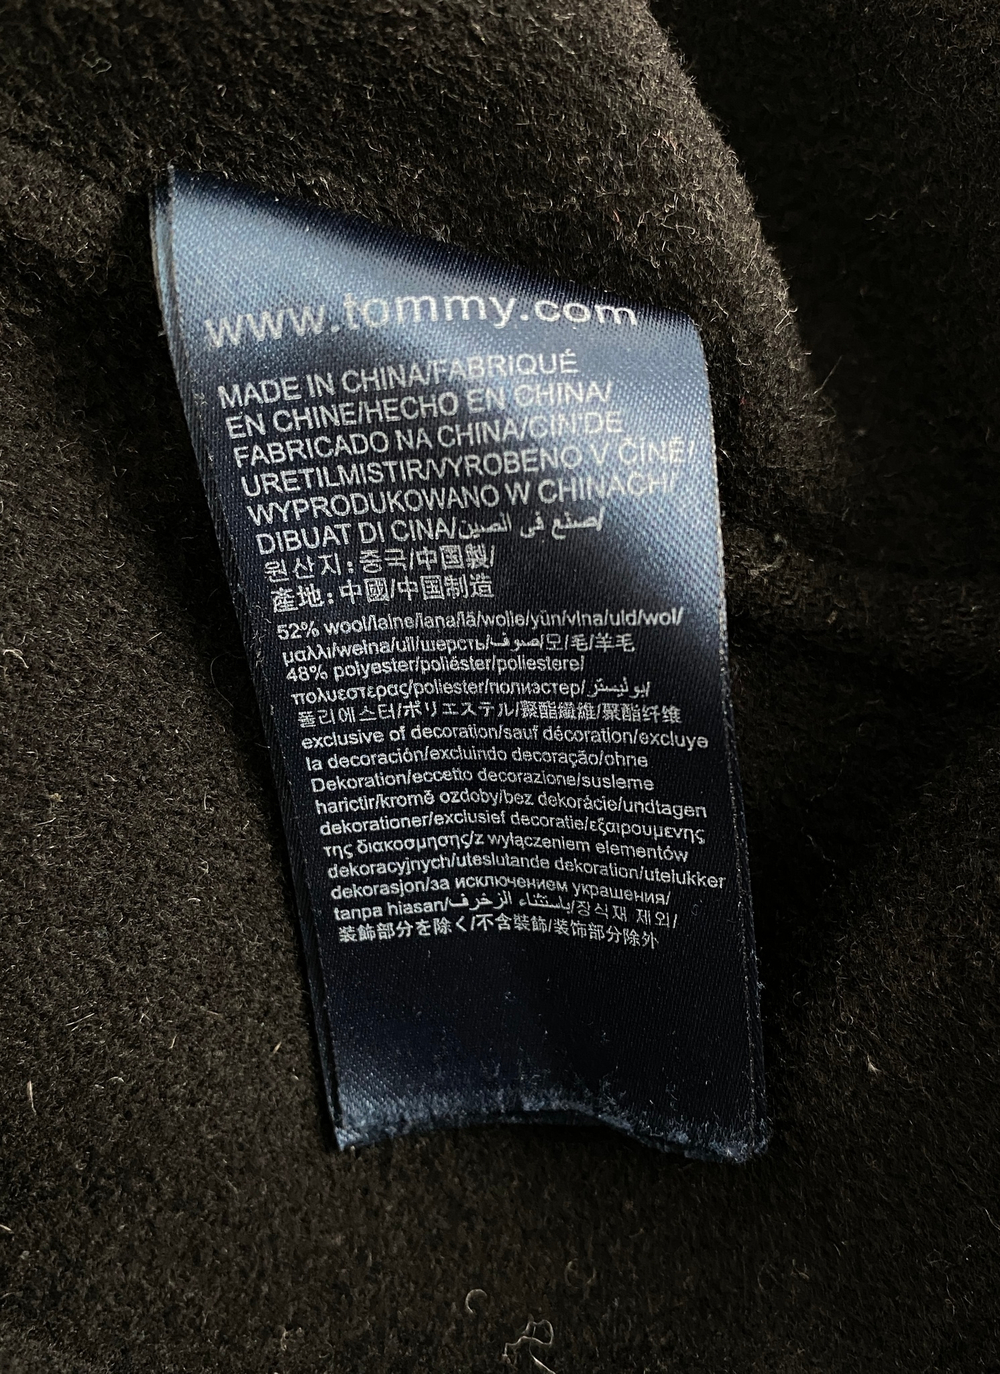 www.tommy.com
MADE IN CHINA/FABRIQUÉ
EN CHINE/HECHO EN CHINA/
FABRICADO NA CHINA/CIN'DE
URETILMISTIR/VYROBENO V ČINĚ/
WYPRODUKOWANO W CHINACH/
DIBUAT DI CINA/صنع في الصين/
원산지:중국/中国製/
產地:中國/中国制造
52% wool/laine/lana/lã/wolle/yün/vlna/uld/wol/
μαλλι/wełna/ull/шерсть/صوف/모/毛/羊毛
48% polyester/poliéster/poliestere/
πολυεστερας/poliester/полиэстер/بوليستر/
폴리에스터/ポリエステル/聚酯纖維/聚酯纤维
exclusive of decoration/sauf décoration/excluye
la decoración/excluindo decoração/ohne
Dekoration/eccetto decorazione/susleme
harictir/kromě ozdoby/bez dekorácie/undtagen
dekorationer/exclusief decoratie/εξαιρουμενης
της διακοσμησης/z wyłączeniem elementów
dekoracyjnych/uteslutande dekoration/utelukker
dekorasjon/за исключением украшения/
tanpa hiasan/باستثناء الزخرف/장식재 제외/
装飾部分を除く/不含裝飾/装饰部分除外